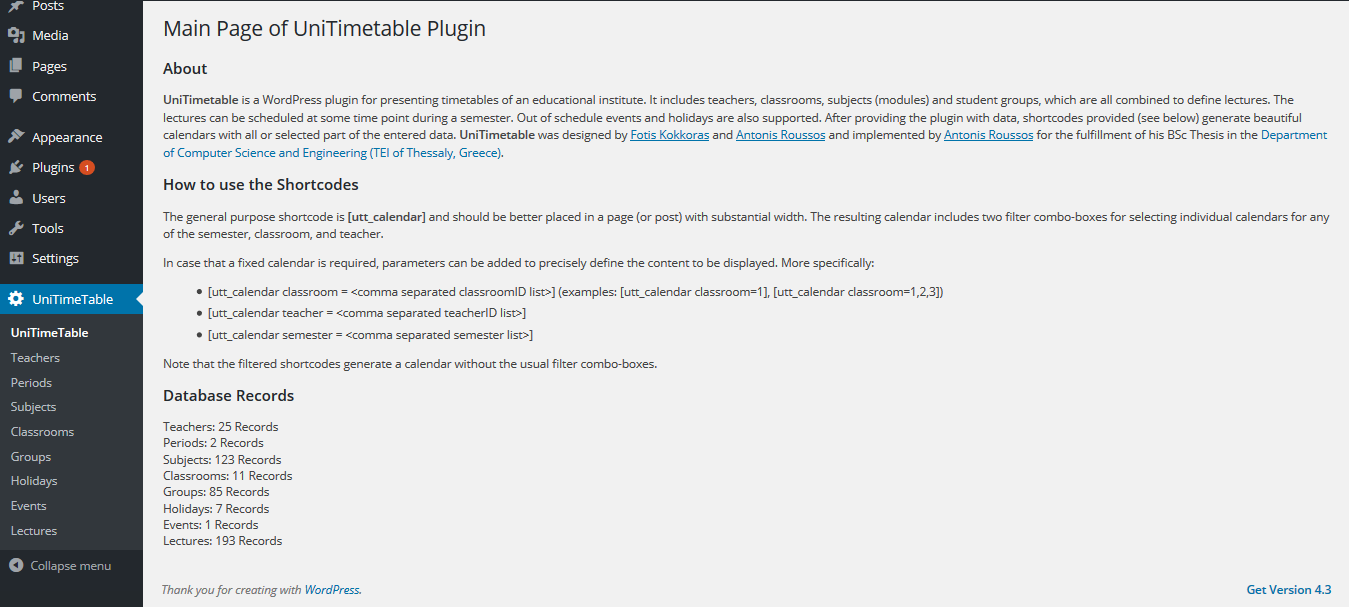 Posts
Media
Pages
Comments
Appearance
Plugins 1
Users
Tools
Settings
UniTimeTable
UniTimeTable
Teachers
Periods
Subjects
Classrooms
Groups
Holidays
Events
Lectures
Collapse menu
Main Page of UniTimetable Plugin
About
UniTimetable is a WordPress plugin for presenting timetables of an educational institute. It includes teachers, classrooms, subjects (modules) and student groups, which are all combined to define lectures. The
lectures can be scheduled at some time point during a semester. Out of schedule events and holidays are also supported. After providing the plugin with data, shortcodes provided (see below) generate beautiful
calendars with all or selected part of the entered data. UniTimetable was designed by Fotis Kokkoras and Antonis Roussos and implemented by Antonis Roussos for the fulfillment of his BSc Thesis in the Department
of Computer Science and Engineering (TEI of Thessaly, Greece).
How to use the Shortcodes
The general purpose shortcode is [utt_calendar] and should be better placed in a page (or post) with substantial width. The resulting calendar includes two filter combo-boxes for selecting individual calendars for any
of the semester, classroom, and teacher.
In case that a fixed calendar is required, parameters can be added to precisely define the content to be displayed. More specifically:
• [utt_calendar classroom = <comma separated classroomID list>] (examples: [utt_calendar classroom=1], [utt_calendar classroom=1,2,3])
• [utt_calendar teacher = <comma separated teacherID list>]
• [utt_calendar semester = <comma separated semester list>]
Note that the filtered shortcodes generate a calendar without the usual filter combo-boxes.
Database Records
Teachers: 25 Records
Periods: 2 Records
Subjects: 123 Records
Classrooms: 11 Records
Groups: 85 Records
Holidays: 7 Records
Events: 1 Records
Lectures: 193 Records
Thank you for creating with WordPress.
Get Version 4.3